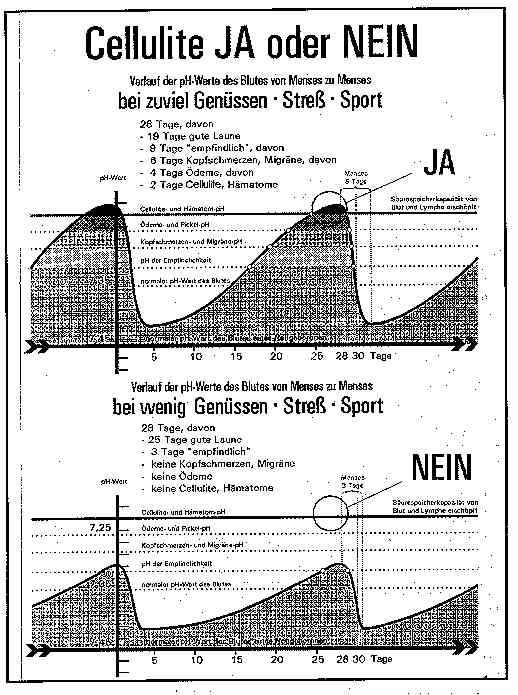 Cellulite JA oder NEIN
Verlauf der pH-Werte des Blutes von Menses zu Menses
bei zuviel Genüssen · Streß · Sport
28 Tage, davon
- 19 Tage gute Laune
- 9 Tage "empfindlich", davon
- 6 Tage Kopfschmerzen, Migräne, davon
- 4 Tage Ödeme, davon
- 2 Tage Cellulite, Hämatome
Menses
5 Tage
JA
pH-Wert
Cellulite- und Hämatom-pH
Säurespeicherkapazität von
Blut und Lymphe erschöpft
Ödeme- und Pickel-pH
Kopfschmerzen- und Migräne-pH
pH der Empfindlichkeit
normaler pH-Wert des Blutes
5 10 15 20 25 28 30 Tage
Verlauf der pH-Werte des Blutes von Menses zu Menses
bei wenig Genüssen · Streß · Sport
28 Tage, davon
- 25 Tage gute Laune
- 3 Tage "empfindlich"
- keine Kopfschmerzen, Migräne
- keine Ödeme
- keine Cellulite, Hämatome
Menses
3 Tage
NEIN
pH-Wert
Cellulite- und Hämatom-pH
Säurespeicherkapazität von
Blut und Lymphe erschöpft
7,25
Ödeme- und Pickel-pH
Kopfschmerzen- und Migräne-pH
pH der Empfindlichkeit
normaler pH-Wert des Blutes
5 10 15 20 25 28 30 Tage